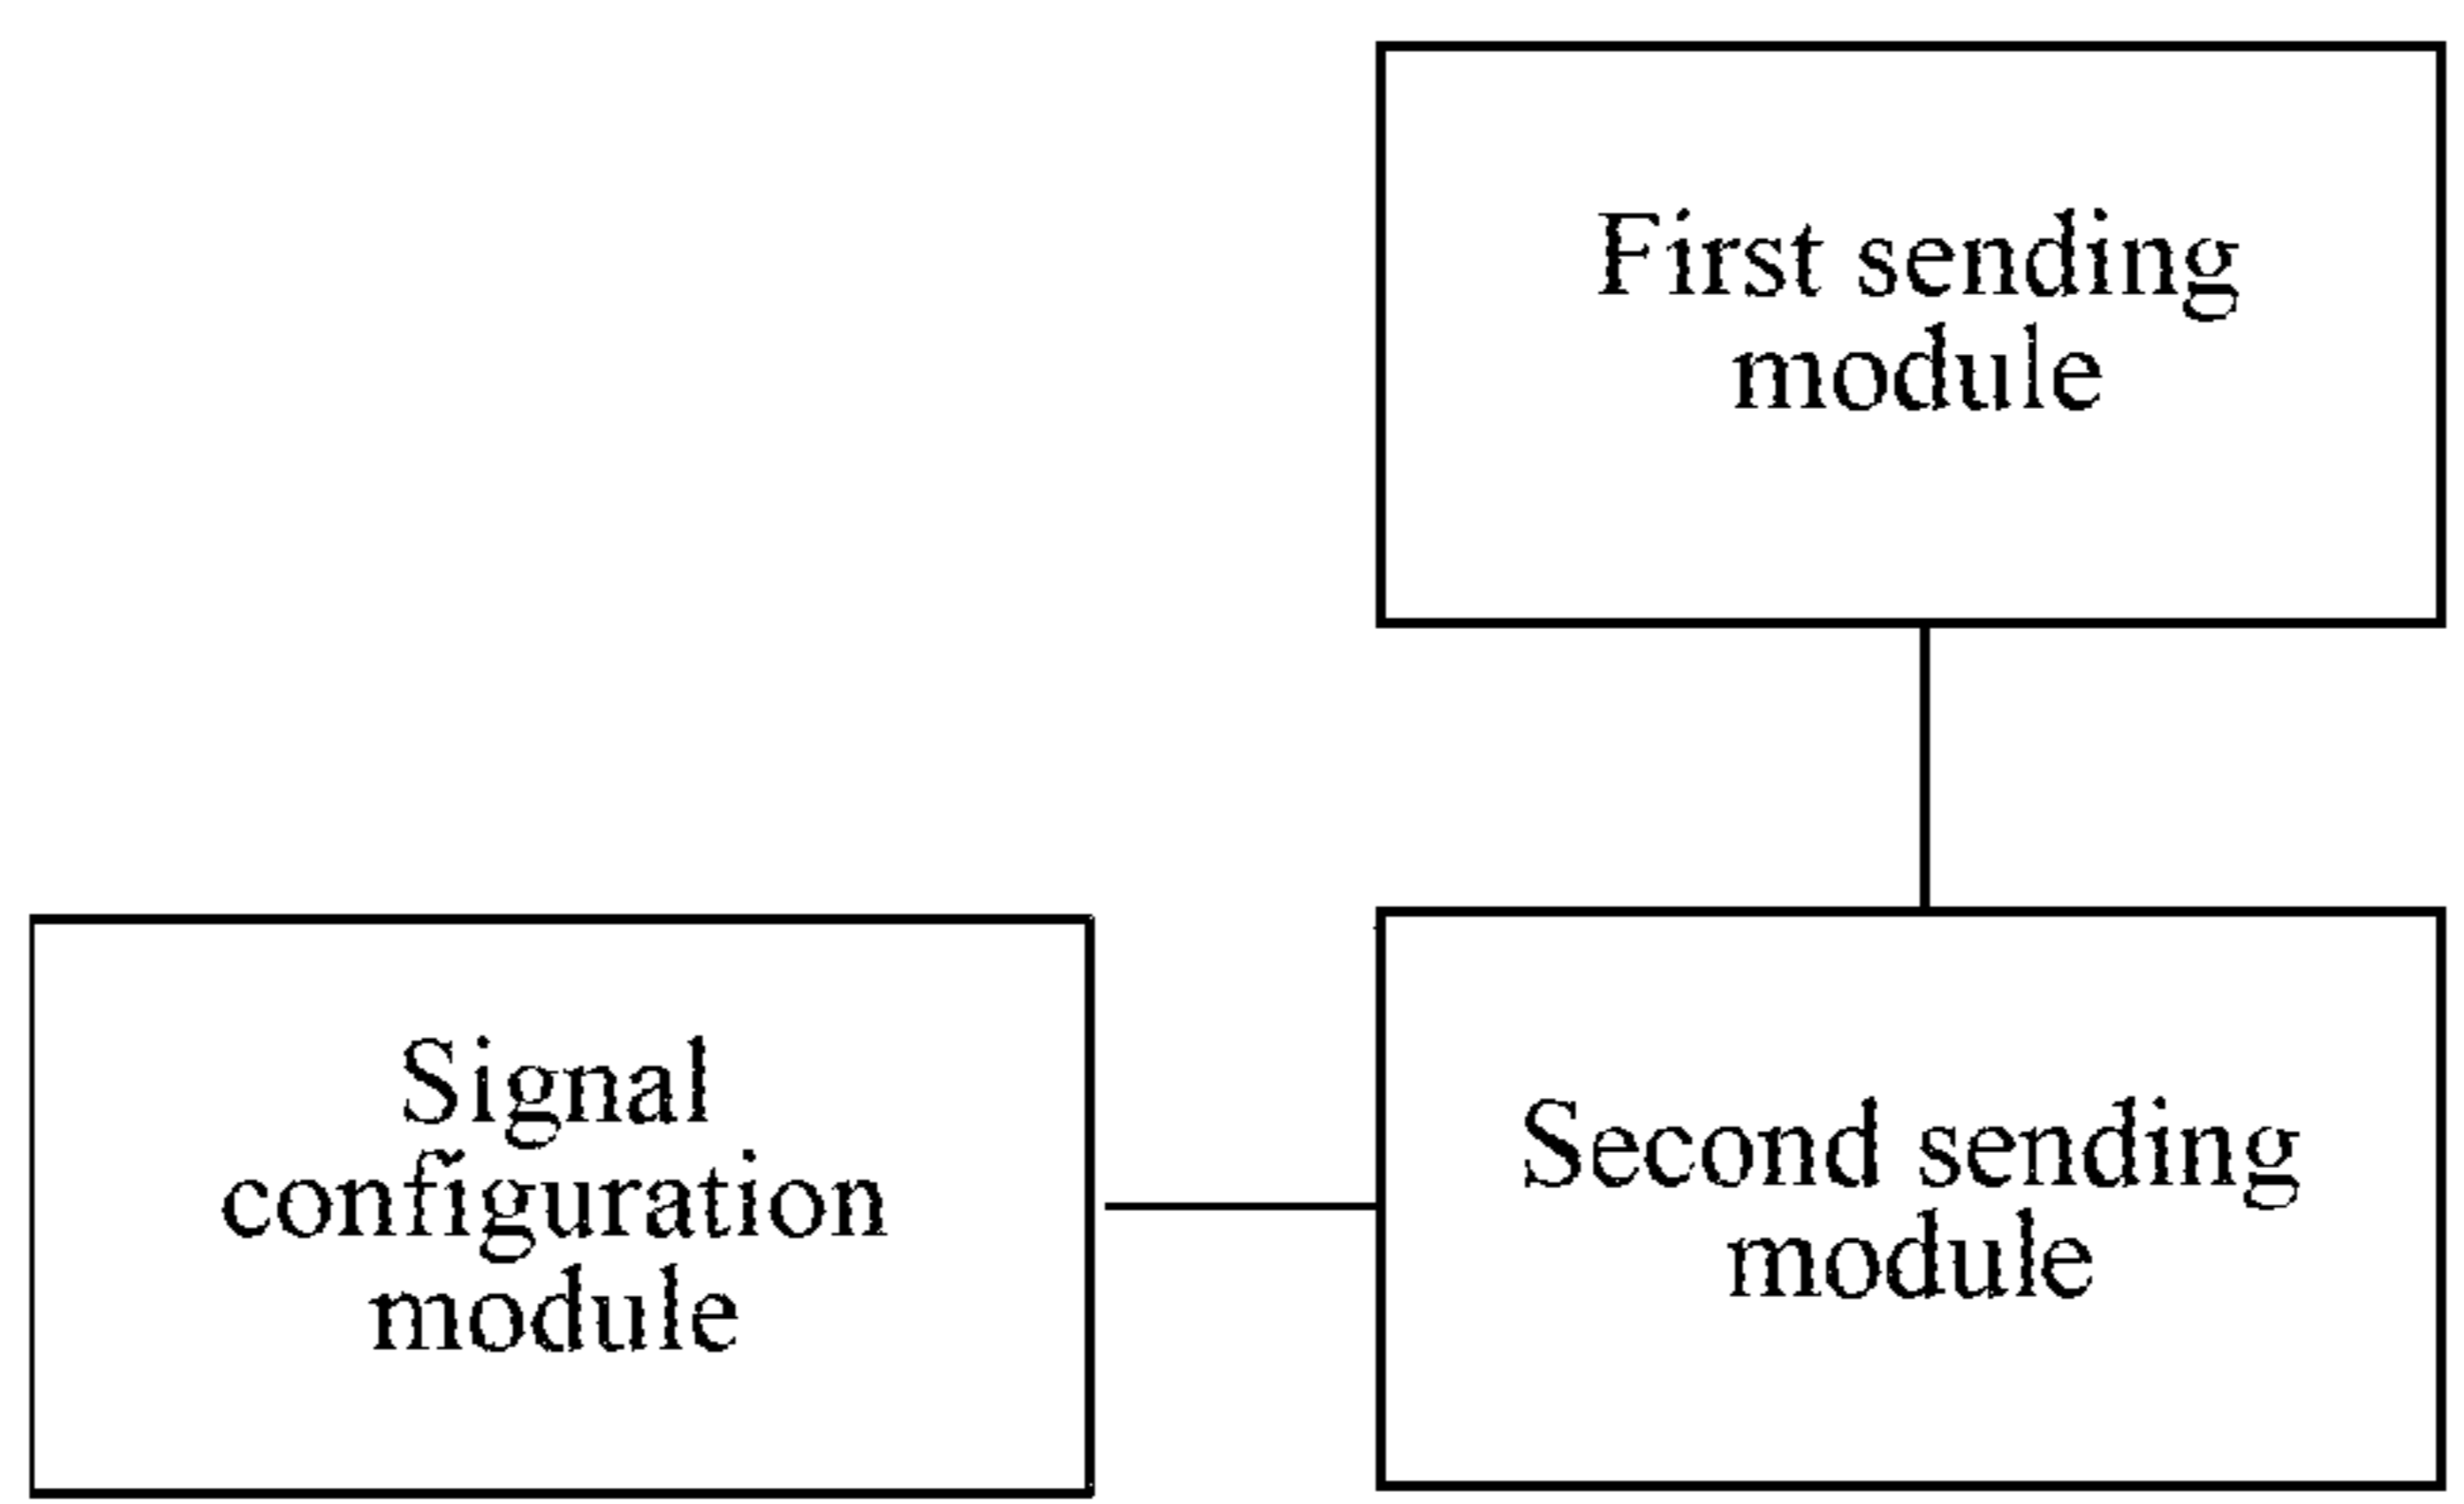 First sending
module
Signal
configuration
module
Second sending
module